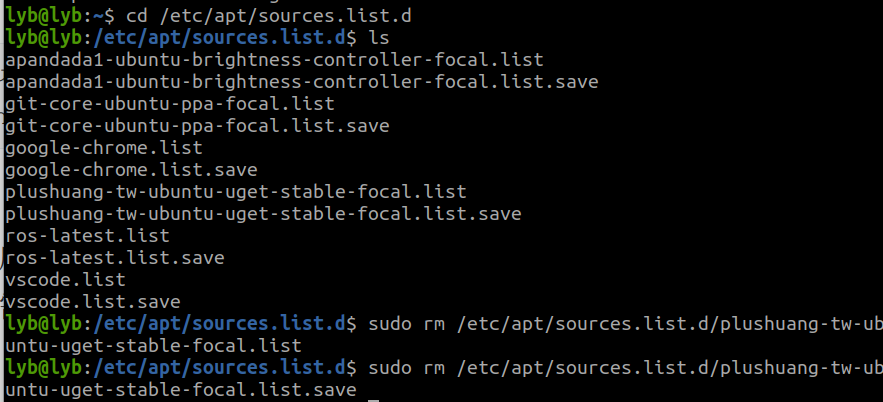 lyb@lyb:~$ cd /etc/apt/sources.list.d
lyb@lyb:/etc/apt/sources.list.d$ ls
apandada1-ubuntu-brightness-controller-focal.list
apandada1-ubuntu-brightness-controller-focal.list.save
git-core-ubuntu-ppa-focal.list
git-core-ubuntu-ppa-focal.list.save
google-chrome.list
google-chrome.list.save
plushuang-tw-ubuntu-uget-stable-focal.list
plushuang-tw-ubuntu-uget-stable-focal.list.save
ros-latest.list
ros-latest.list.save
vscode.list
vscode.list.save
lyb@lyb:/etc/apt/sources.list.d$ sudo rm /etc/apt/sources.list.d/plushuang-tw-ub
untu-uget-stable-focal.list
lyb@lyb:/etc/apt/sources.list.d$ sudo rm /etc/apt/sources.list.d/plushuang-tw-ub
untu-uget-stable-focal.list.save